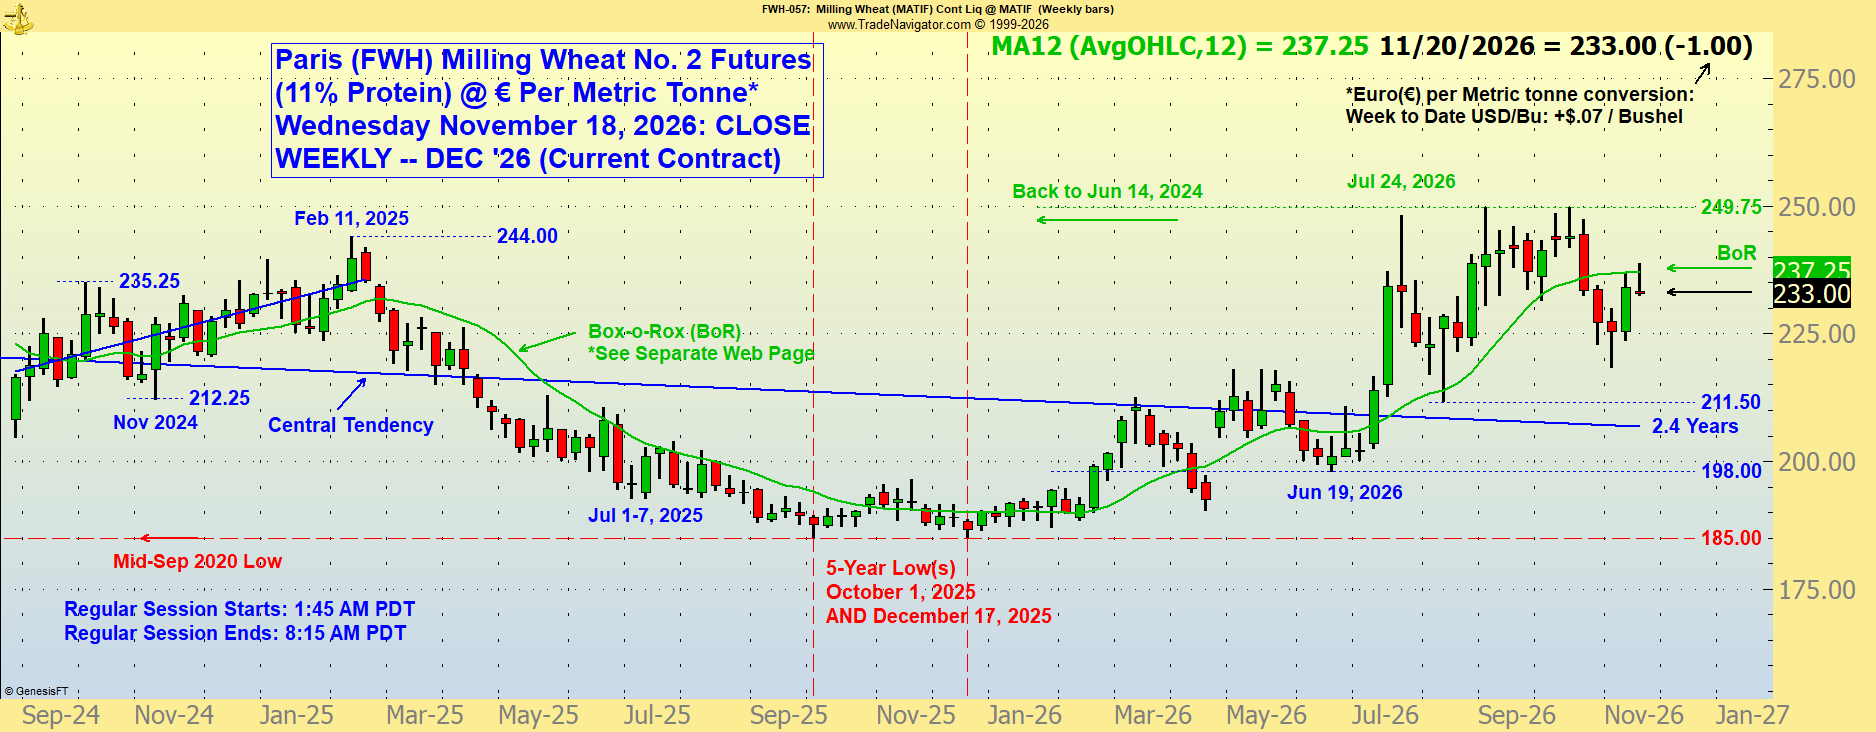 FWH-057: Milling Wheat (MATIF) Cont Liq @ MATIF (Weekly bars)
www.TradeNavigator.com © 1999-2026
MA12 (AvgOHLC,12) = 237.25 11/20/2026 = 233.00 (-1.00)
Paris (FWH) Milling Wheat No. 2 Futures
(11% Protein) @ € Per Metric Tonne*
Wednesday November 18, 2026: CLOSE
WEEKLY -- DEC '26 (Current Contract)
*Euro(€) per Metric tonne conversion:
Week to Date USD/Bu: +$.07 / Bushel
275.00
Back to Jun 14, 2024
Jul 24, 2026
249.75
250.00
Feb 11, 2025
244.00
BoR
235.25
237.25
233.00
Box-o-Rox (BoR)
*See Separate Web Page
225.00
212.25
211.50
Nov 2024
Central Tendency
2.4 Years
200.00
198.00
Jun 19, 2026
Jul 1-7, 2025
185.00
Mid-Sep 2020 Low
5-Year Low(s)
October 1, 2025
AND December 17, 2025
175.00
Regular Session Starts: 1:45 AM PDT
Regular Session Ends: 8:15 AM PDT
© GenesisFT
Sep-24 Nov-24 Jan-25 Mar-25 May-25 Jul-25 Sep-25 Nov-25 Jan-26 Mar-26 May-26 Jul-26 Sep-26 Nov-26 Jan-27